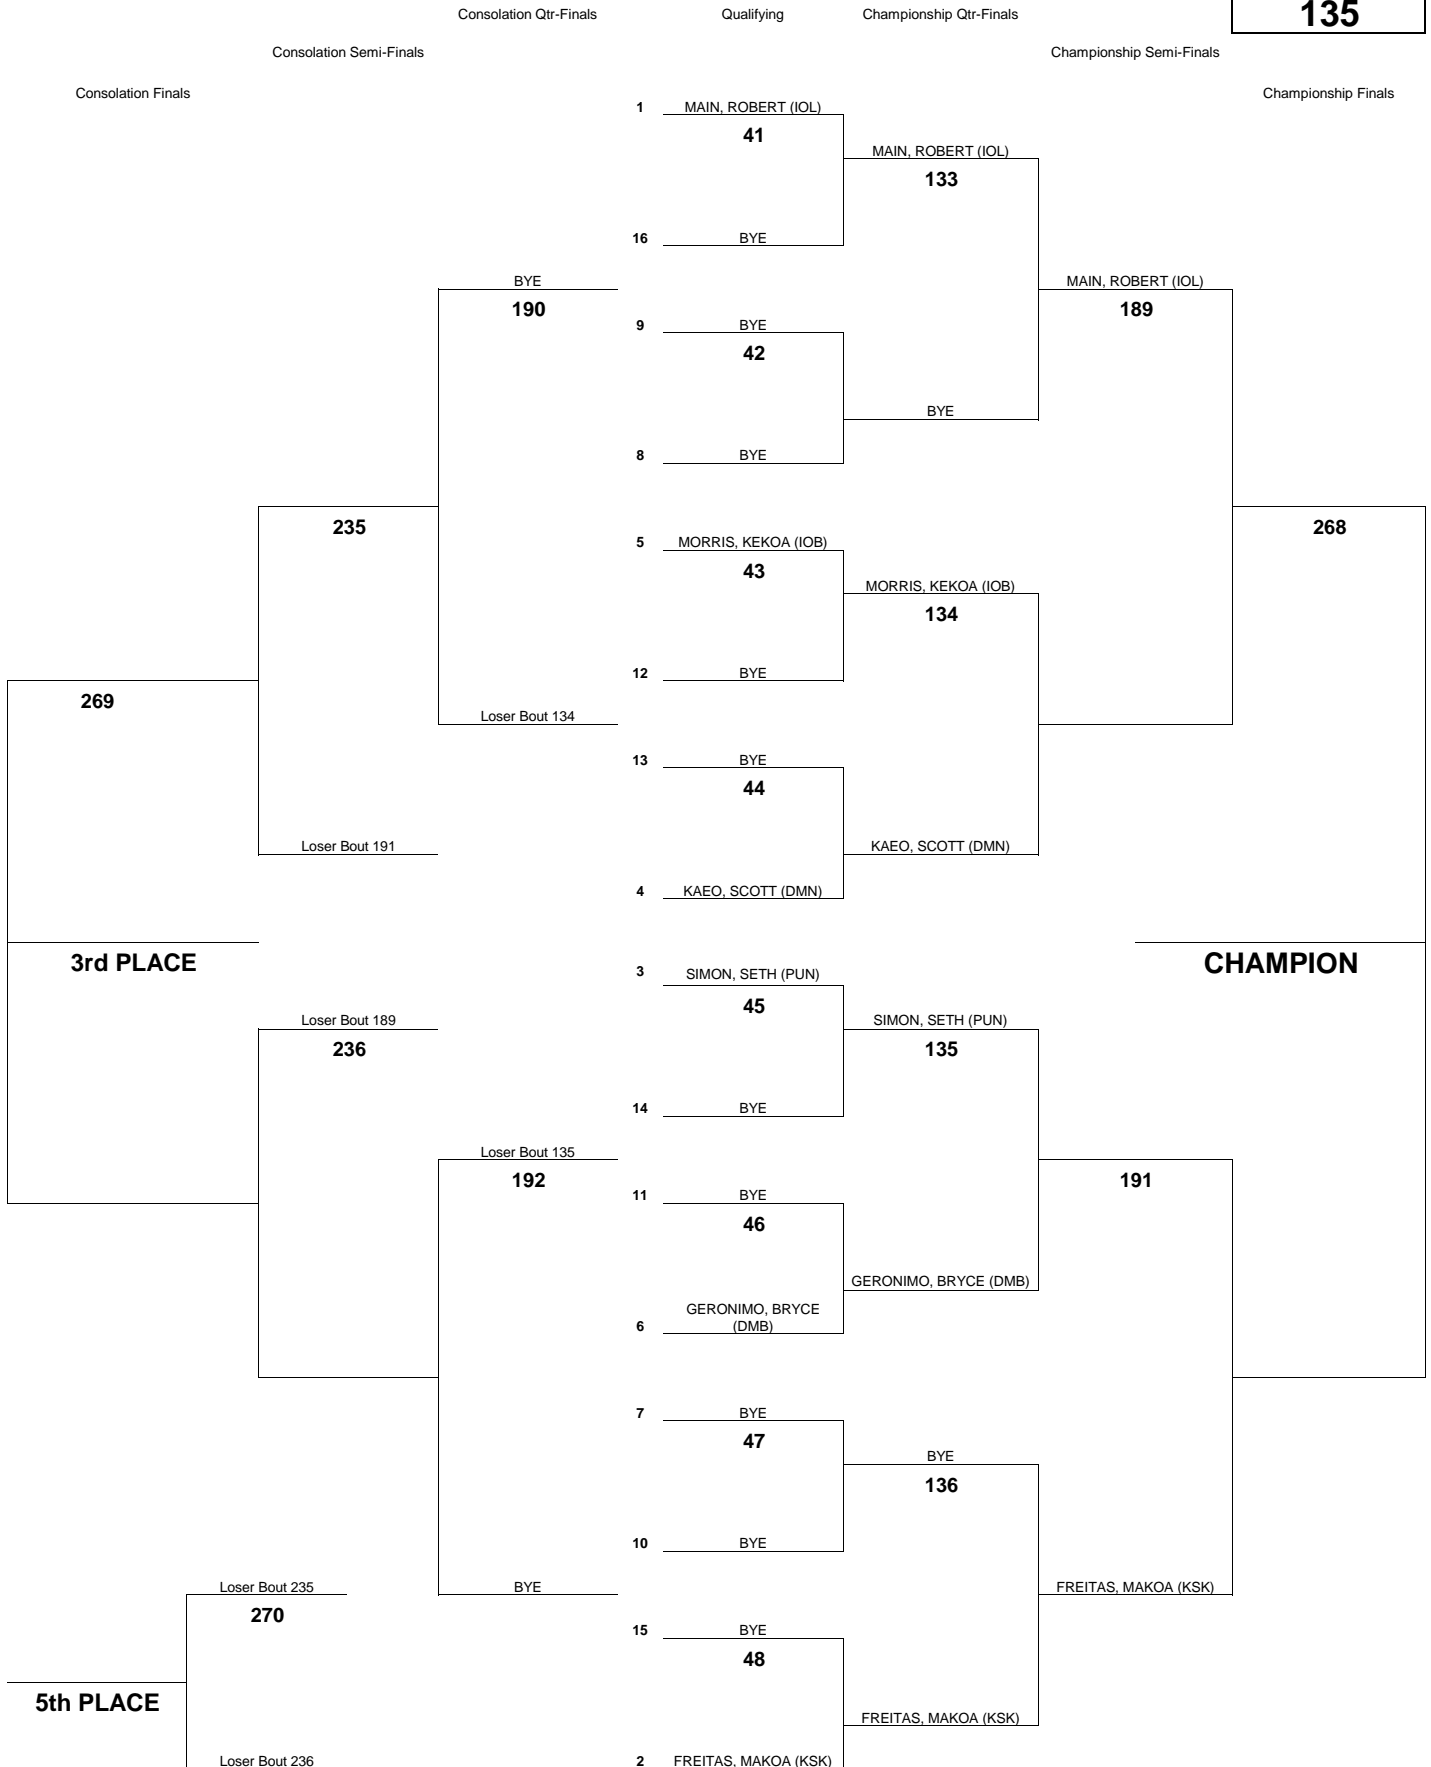 Consolation Qtr-Finals
Qualifying
Championship Qtr-Finals
135
Consolation Semi-Finals
Championship Semi-Finals
Consolation Finals
Championship Finals
1
MAIN, ROBERT (IOL)
41
MAIN, ROBERT (IOL)
133
16
BYE
BYE
MAIN, ROBERT (IOL)
190
189
9
BYE
42
BYE
8
BYE
235
268
5
MORRIS, KEKOA (IOB)
43
MORRIS, KEKOA (IOB)
134
12
BYE
269
Loser Bout 134
13
BYE
44
Loser Bout 191
KAEO, SCOTT (DMN)
4
KAEO, SCOTT (DMN)
3rd PLACE
CHAMPION
3
SIMON, SETH (PUN)
45
Loser Bout 189
SIMON, SETH (PUN)
236
135
14
BYE
Loser Bout 135
192
191
11
BYE
46
GERONIMO, BRYCE (DMB)
GERONIMO, BRYCE
(DMB)
6
7
BYE
47
BYE
136
10
BYE
Loser Bout 235
BYE
FREITAS, MAKOA (KSK)
270
15
BYE
48
5th PLACE
FREITAS, MAKOA (KSK)
Loser Bout 236
2
FREITAS, MAKOA (KSK)